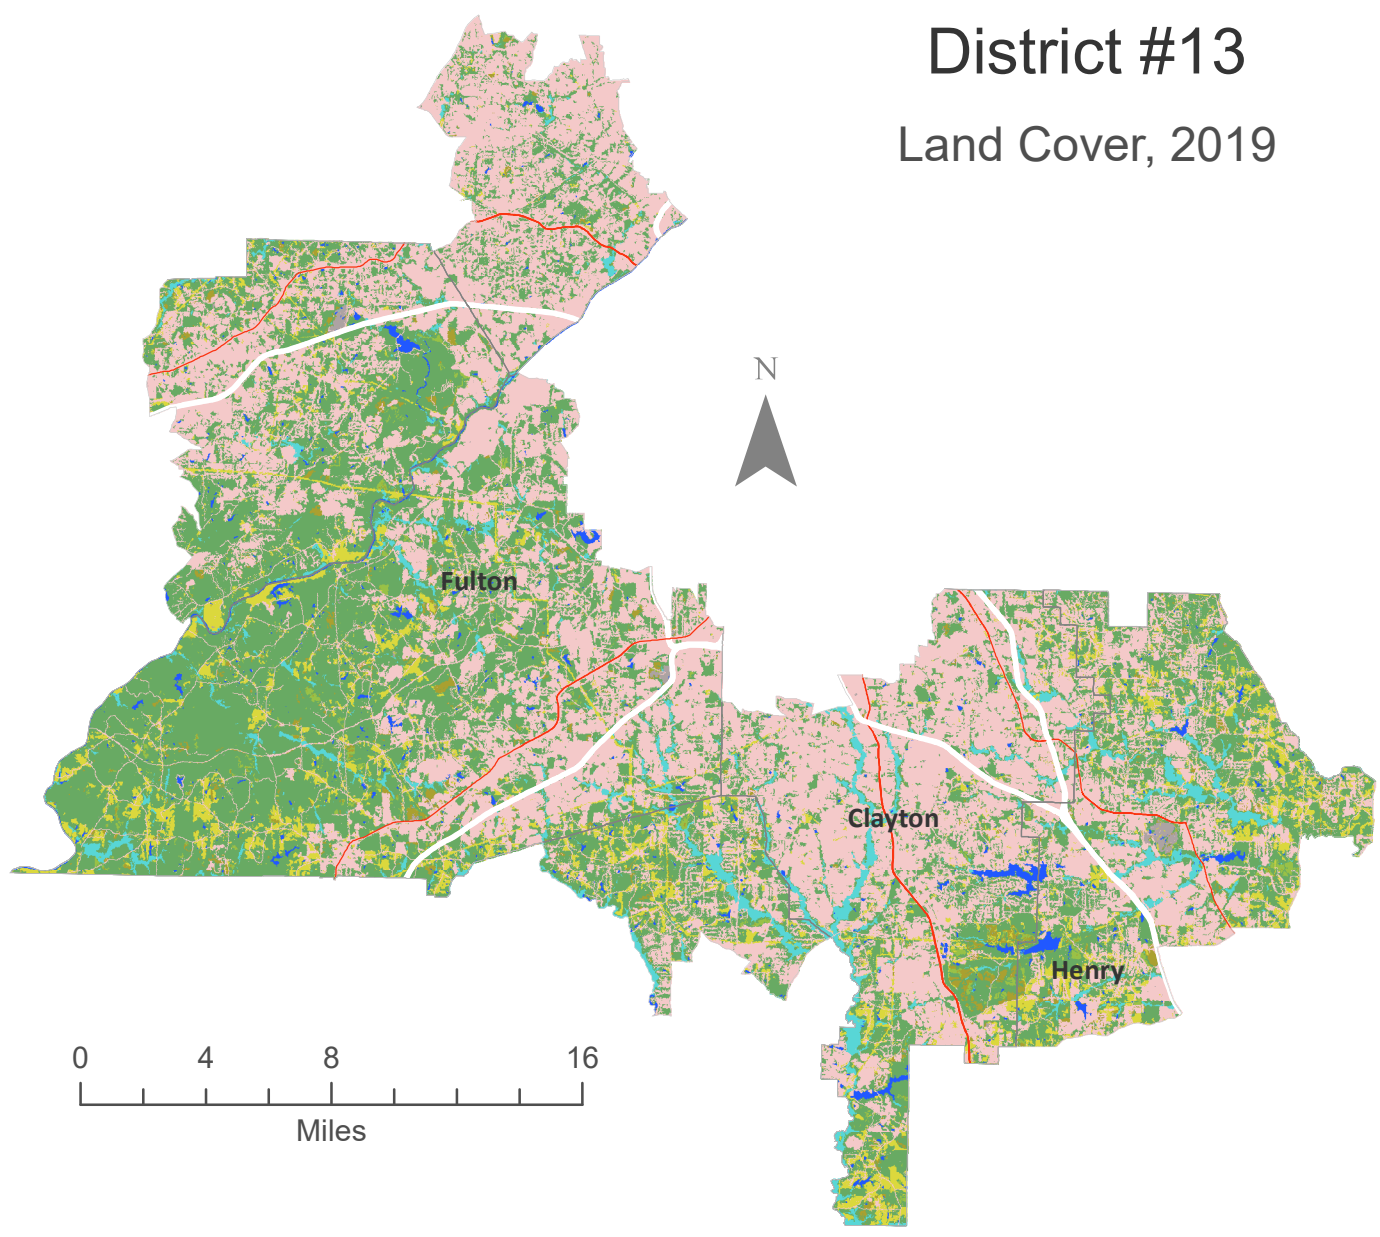 District #13
Land Cover, 2019
N
Fulton
Clayton
Henry
0 4 8 16
Miles